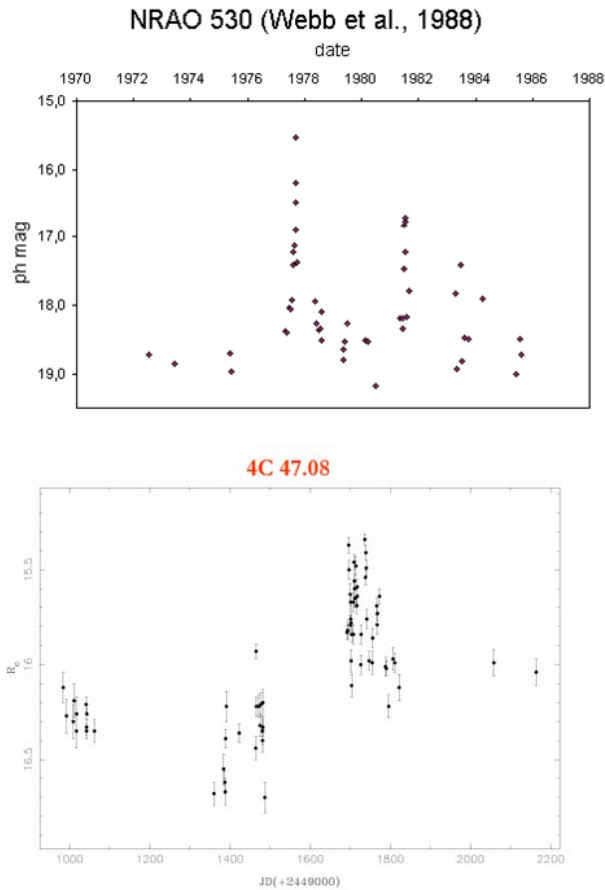 NRAO 530 (Webb et al., 1988)
date
1970 1972 1974 1976 1978 1980 1982 1984 1986 1988
15,0
16,0
17,0
18,0
19,0
ph mag
4C 47.08
15.5
16
16.5
R_c
1000 1200 1400 1600 1800 2000 2200
JD(+2449000)